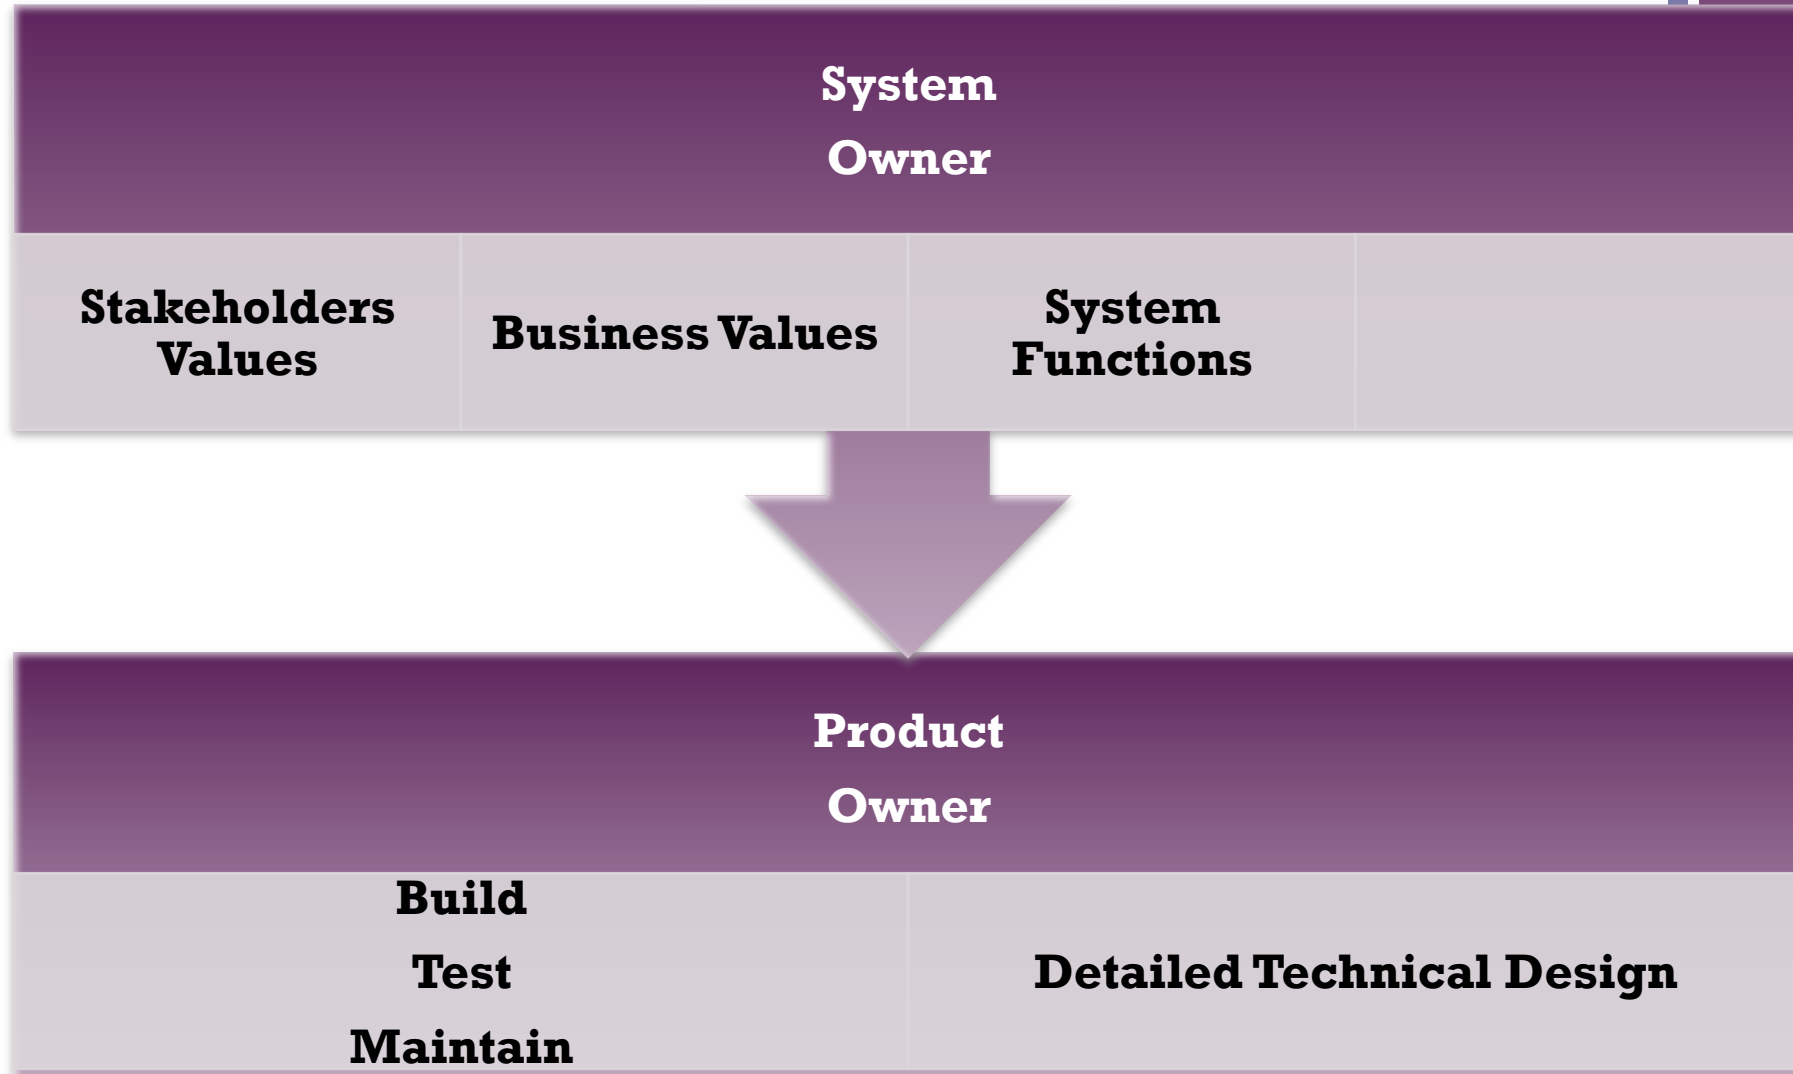 System
Owner
Stakeholders
Values
Business Values
System
Functions
Product
Owner
Build
Test
Maintain
Detailed Technical Design